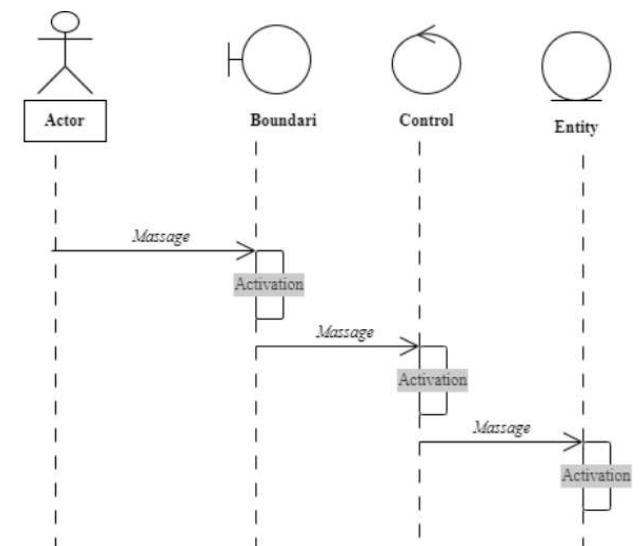 Actor
Boundari
Control
Entity
Massage
Activation
Massage
Activation
Massage
Activation